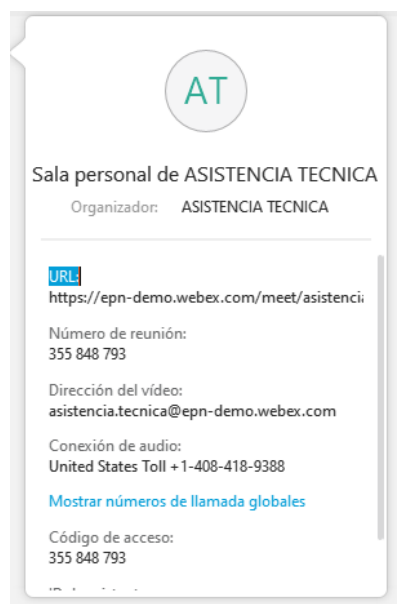 AT
Sala personal de ASISTENCIA TECNICA
Organizador: ASISTENCIA TECNICA
URL:
https://epn-demo.webex.com/meet/asistenci
Número de reunión:
355 848 793
Dirección del vídeo:
asistencia.tecnica@epn-demo.webex.com
Conexión de audio:
United States Toll +1-408-418-9388
Mostrar números de llamada globales
Código de acceso:
355 848 793